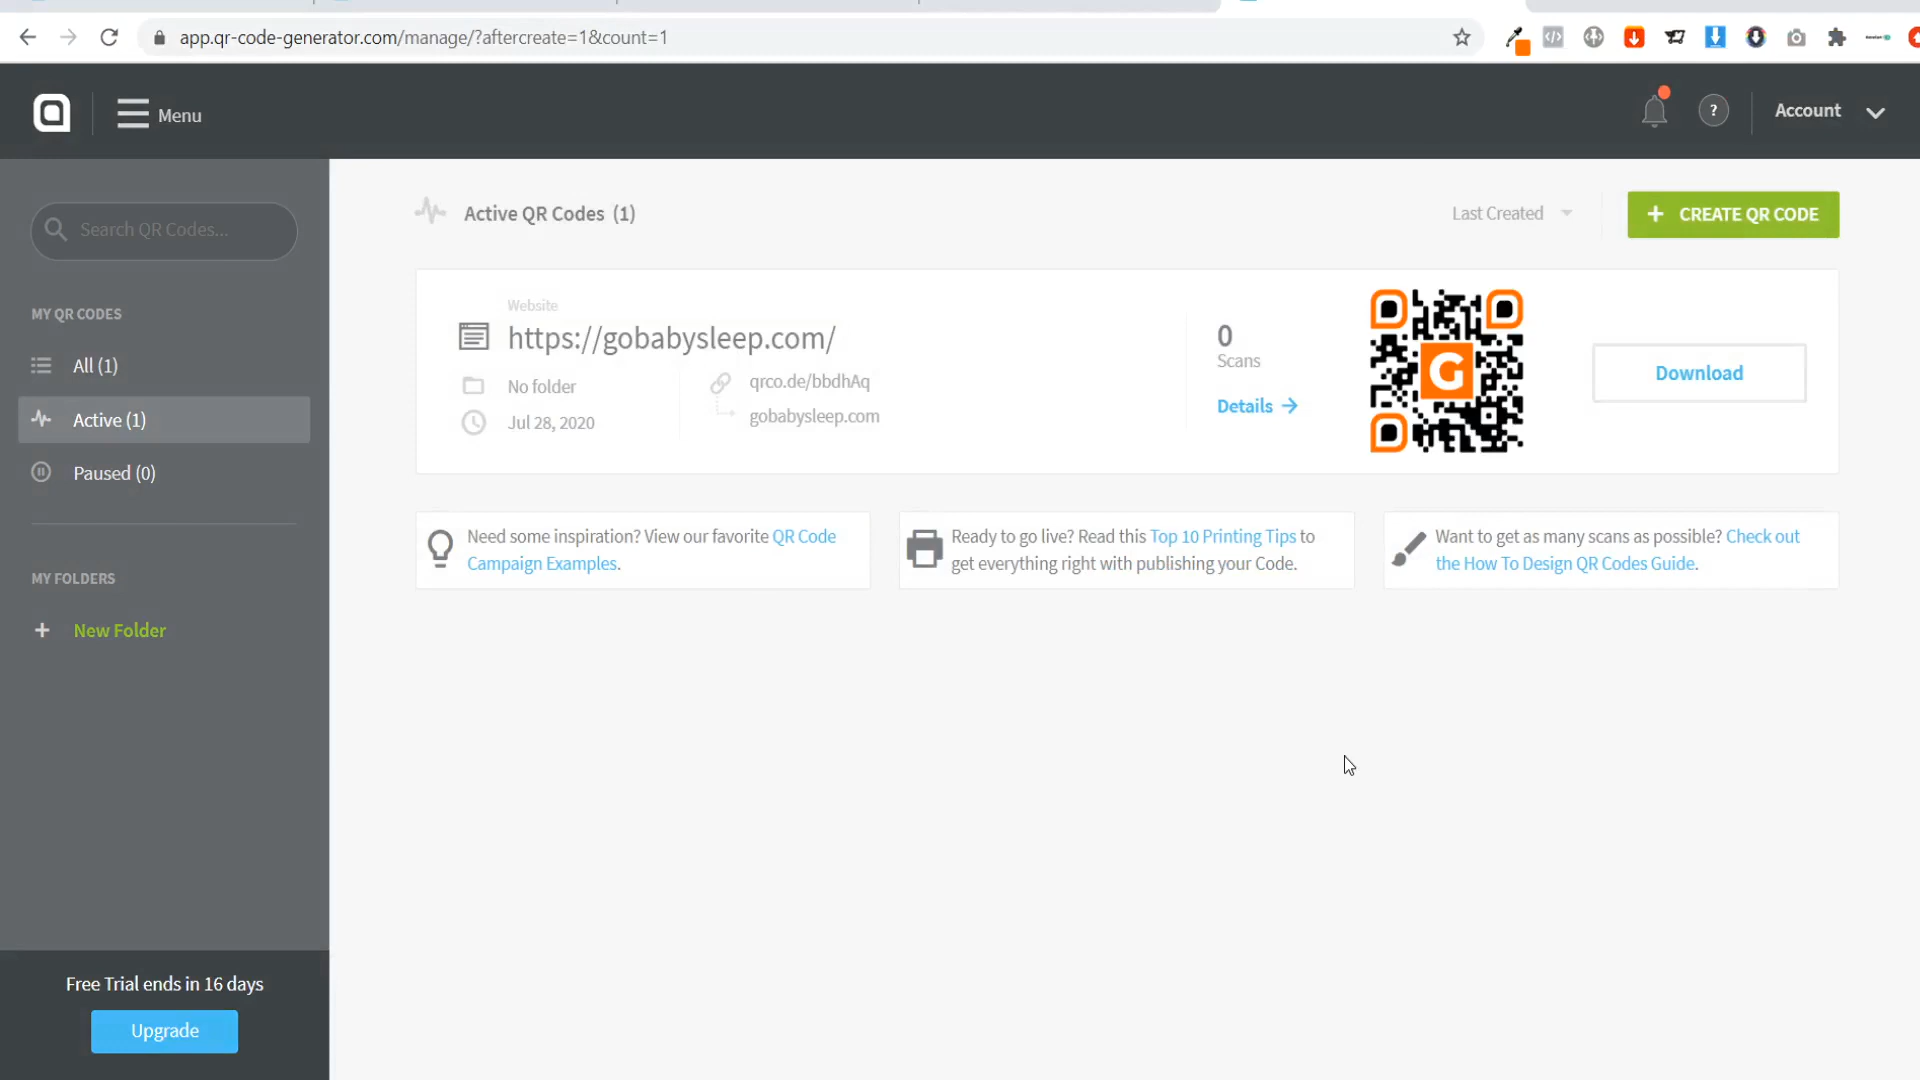 app.qr-code-generator.com/manage/?aftercreate=1&count=1
Menu
?
Account
Search QR Codes...
MY QR CODES
All (1)
Active (1)
Paused (0)
MY FOLDERS
New Folder
Free Trial ends in 16 days
Upgrade
Active QR Codes (1)
Last Created
+ CREATE QR CODE
Website
https://gobabysleep.com/
No folder
Jul 28, 2020
qrco.de/bbdhAq
gobabysleep.com
0
Scans
Details
G
Download
Need some inspiration? View our favorite QR Code
Campaign Examples.
Ready to go live? Read this Top 10 Printing Tips to
get everything right with publishing your Code.
Want to get as many scans as possible? Check out
the How To Design QR Codes Guide.